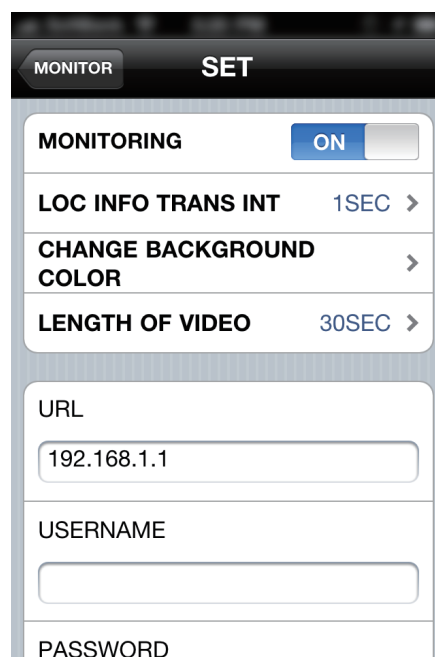 MONITOR
SET
MONITORING
ON
LOC INFO TRANS INT
1SEC
CHANGE BACKGROUND
COLOR
LENGTH OF VIDEO
30SEC
URL
192.168.1.1
USERNAME
PASSWORD